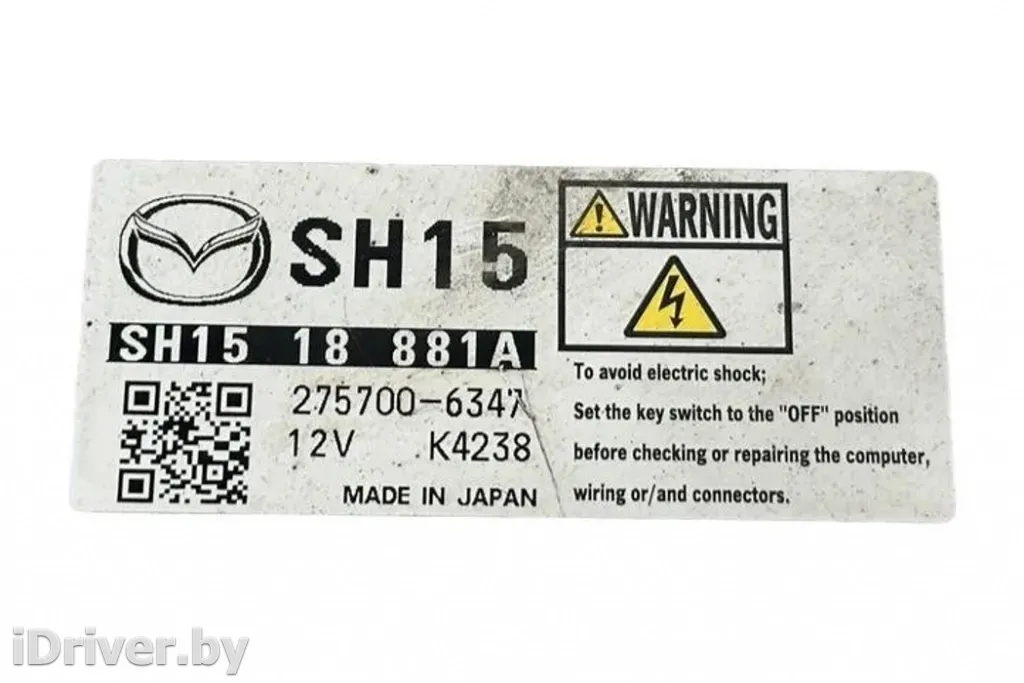 SH15
SH15 18 881A
275700-6347
12V K4238
MADE IN JAPAN
WARNING
To avoid electric shock;
Set the key switch to the "OFF" position
before checking or repairing the computer,
wiring or/and connectors.
iDriver.by